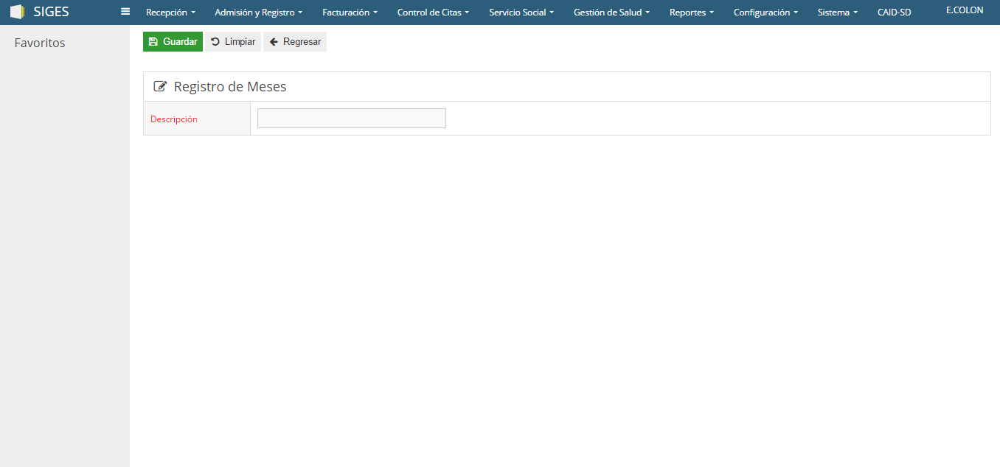 SIGES
Recepción Admisión y Registro Facturación Control de Citas Servicio Social Gestión de Salud Reportes Configuración Sistema CAID-SD E.COLON
Favoritos
Guardar Limpiar Regresar
Registro de Meses
Descripción